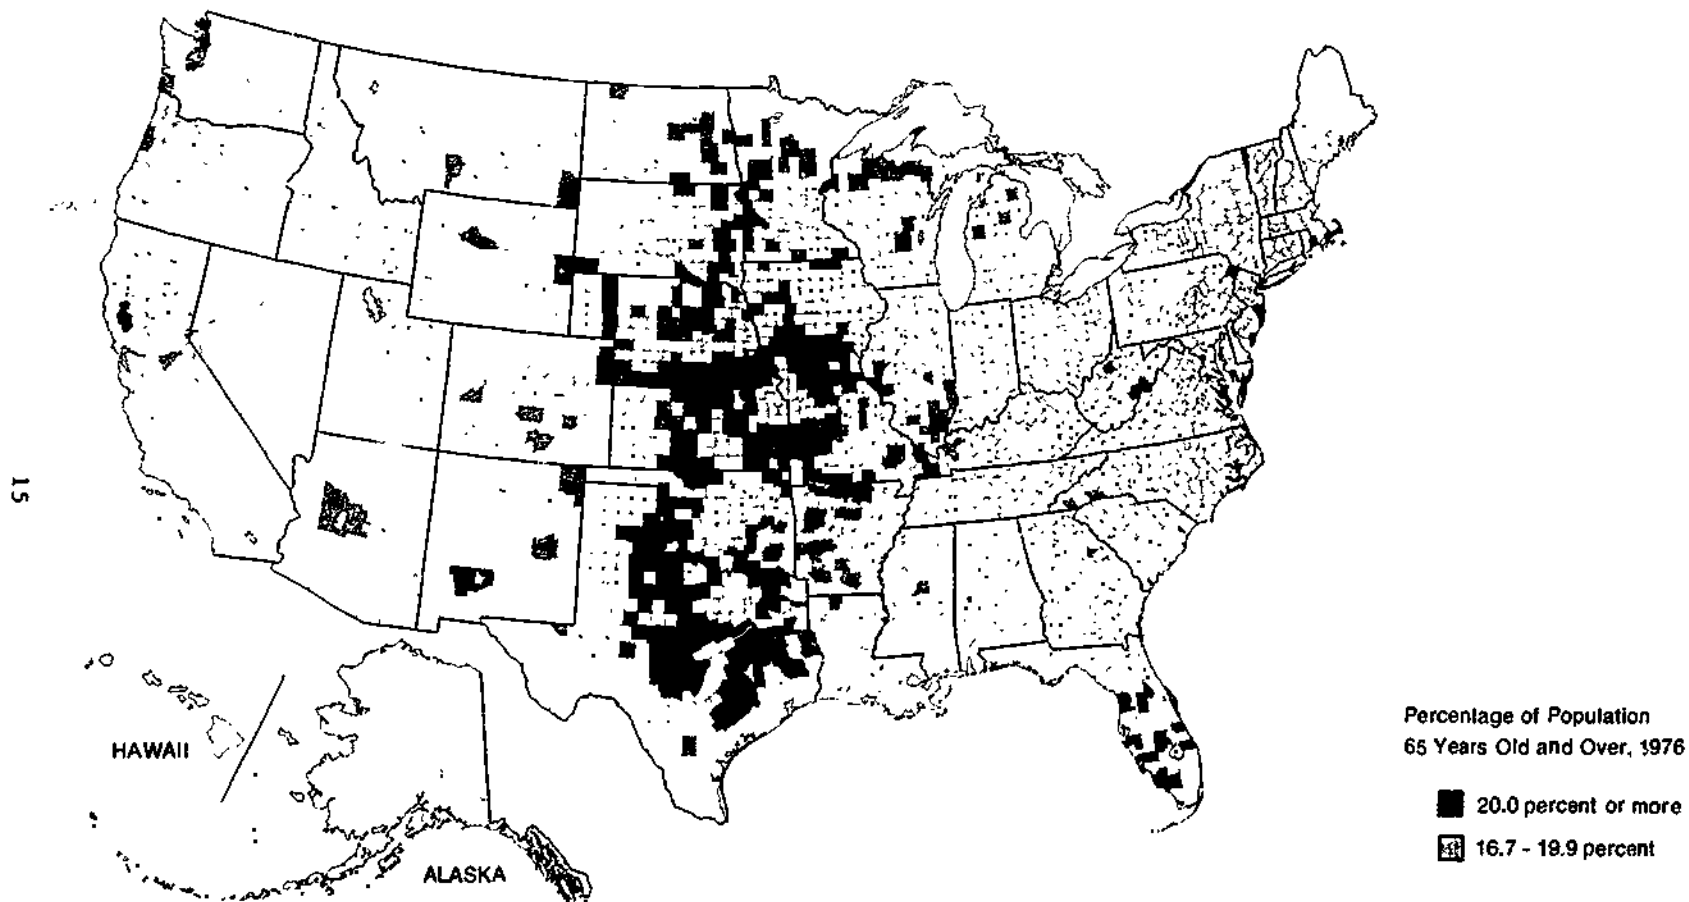 15
HAWAII
ALASKA
Percentage of Population
65 Years Old and Over, 1976
20.0 percent or more
16.7 - 19.9 percent